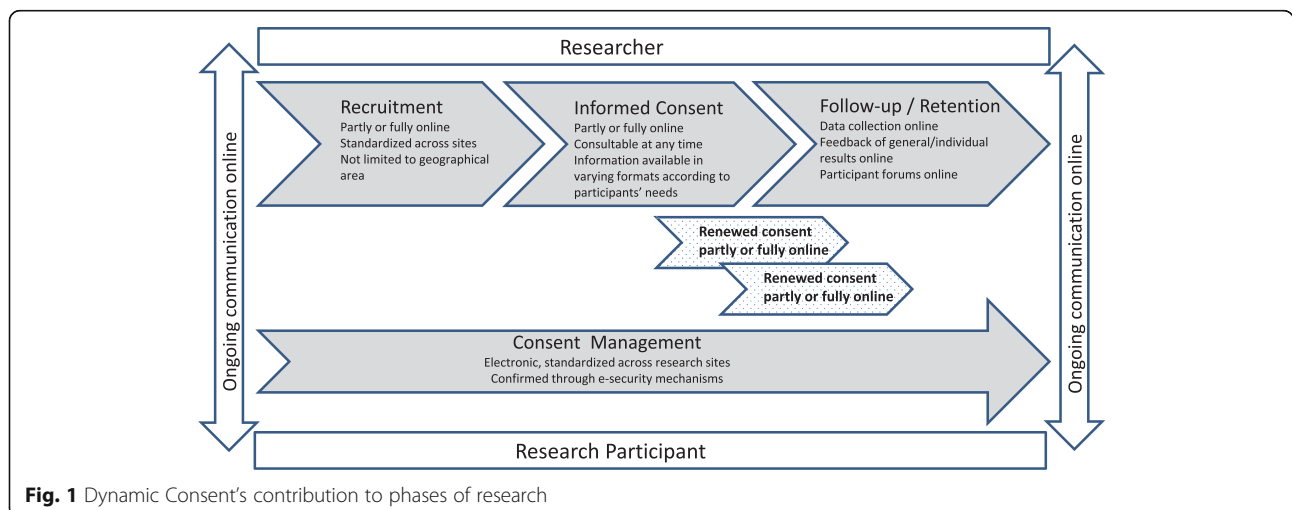 Researcher
Ongoing communication online
Recruitment
Partly or fully online
Standardized across sites
Not limited to geographical
area
Informed Consent
Partly or fully online
Consultable at any time
Information available in
varying formats according to
participants' needs
Follow-up / Retention
Data collection online
Feedback of general/individual
results online
Participant forums online
Ongoing communication online
Renewed consent
partly or fully online
Renewed consent
partly or fully online
Consent Management
Electronic, standardized across research sites
Confirmed through e-security mechanisms
Research Participant
Fig. 1 Dynamic Consent's contribution to phases of research